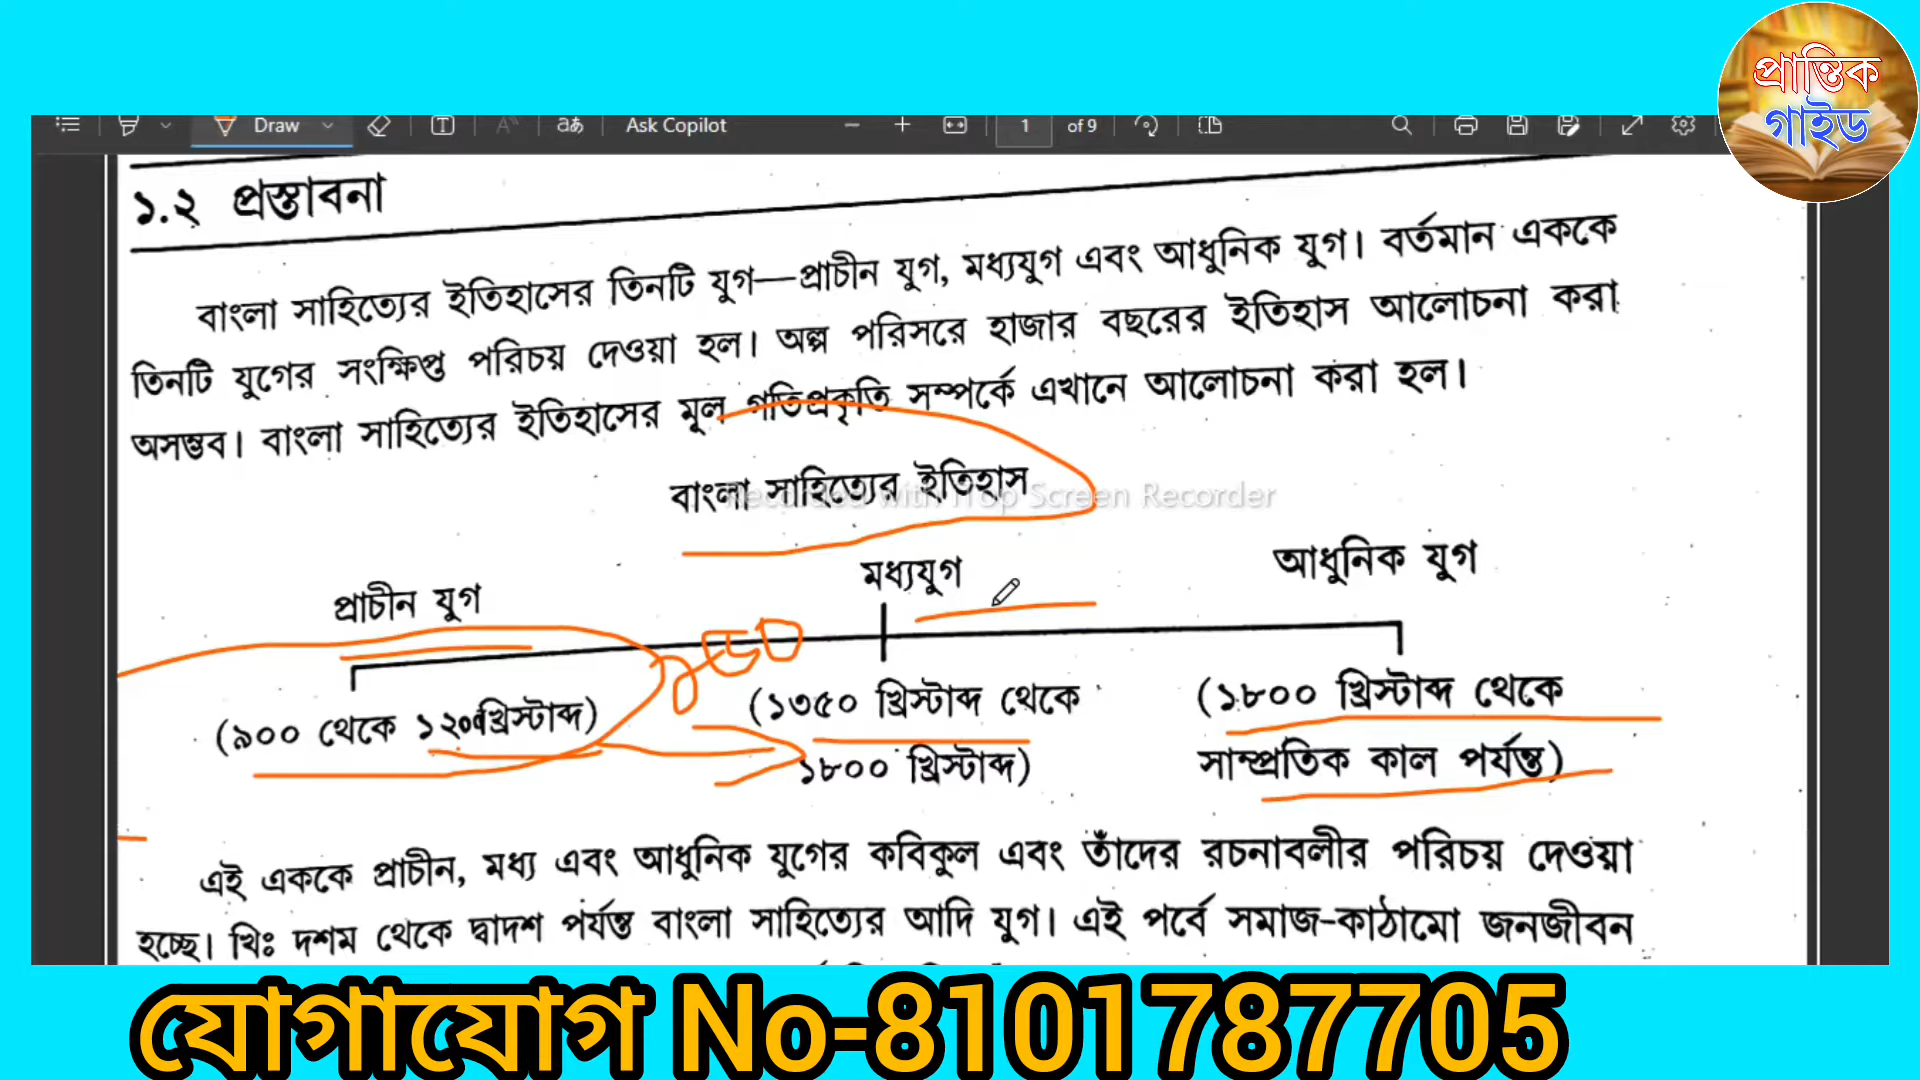 প্রান্তিক
গাইড
Draw Ask Copilot 1 of 9
১.২ প্রস্তাবনা
বাংলা সাহিত্যের ইতিহাসের তিনটি যুগ—প্রাচীন যুগ, মধ্যযুগ এবং আধুনিক যুগ। বর্তমান এককে
তিনটি যুগের সংক্ষিপ্ত পরিচয় দেওয়া হল। অল্প পরিসরে হাজার বছরের ইতিহাস আলোচনা করা
অসম্ভব। বাংলা সাহিত্যের ইতিহাসের মূল গতিপ্রকৃতি সম্পর্কে এখানে আলোচনা করা হল।
বাংলা সাহিত্যের ইতিহাস
Recorded with iTop Screen Recorder
প্রাচীন যুগ মধ্যযুগ আধুনিক যুগ
(৯০০ থেকে ১২০০খ্রিস্টাব্দ) (১৩৫০ খ্রিস্টাব্দ থেকে (১৮০০ খ্রিস্টাব্দ থেকে
১৮০০ খ্রিস্টাব্দ) সাম্প্রতিক কাল পর্যন্ত)
এই এককে প্রাচীন, মধ্য এবং আধুনিক যুগের কবিকুল এবং তাঁদের রচনাবলীর পরিচয় দেওয়া
হচ্ছে। খিঃ দশম থেকে দ্বাদশ পর্যন্ত বাংলা সাহিত্যের আদি যুগ। এই পর্বে সমাজ-কাঠামো জনজীবন
যোগাযোগ No-8101787705